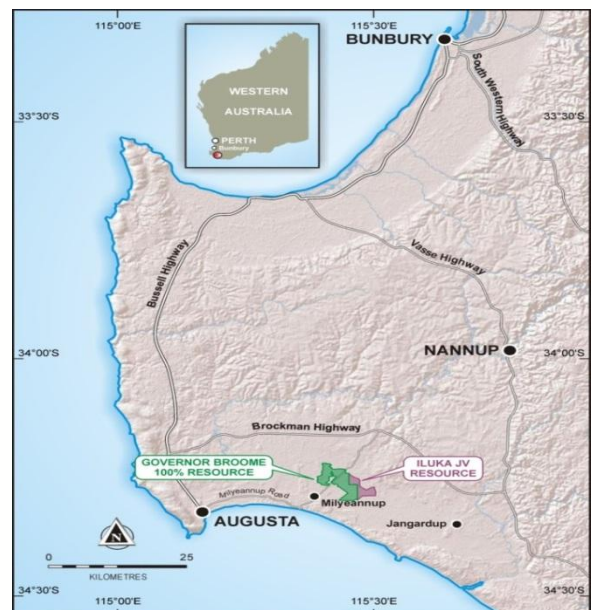 115°00'E
115°30'E
BUNBURY
WESTERN
AUSTRALIA
PERTH
Bunbury
South Western Highway
33°30'S
33°30'S
Bussell Highway
Vasse Highway
NANNUP
34°00'S
34°00'S
Brockman Highway
GOVERNOR BROOME
100% RESOURCE
ILUKA JV
RESOURCE
Milyeannup Road
Milyeannup
AUGUSTA
Jangardup
N
0 25
KILOMETRES
34°30'S
34°30'S
115°00'E
115°30'E